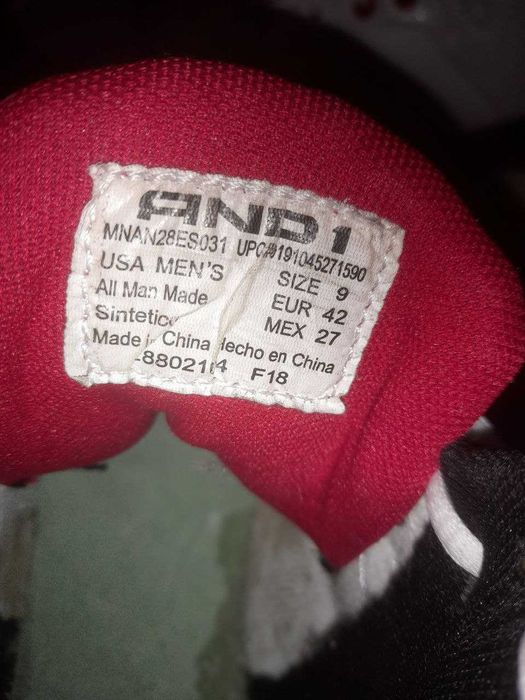 AND1
MNAN28ES031 UPC#191045271590
USA MEN'S SIZE 9
All Man Made EUR 42
Sintetico MEX 27
Made in China Hecho en China
F18